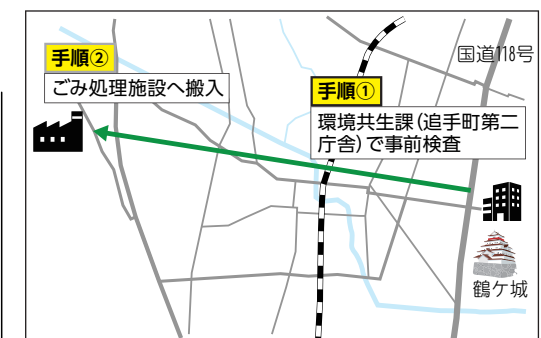 手順②
ごみ処理施設へ搬入
国道118号
手順①
環境共生課(追手町第二
庁舎)で事前検査
鶴ケ城